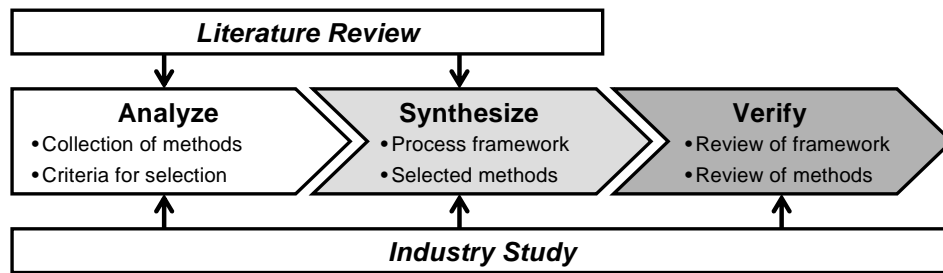 Literature Review
Analyze
•Collection of methods
•Criteria for selection
Synthesize
•Process framework
•Selected methods
Verify
•Review of framework
•Review of methods
Industry Study